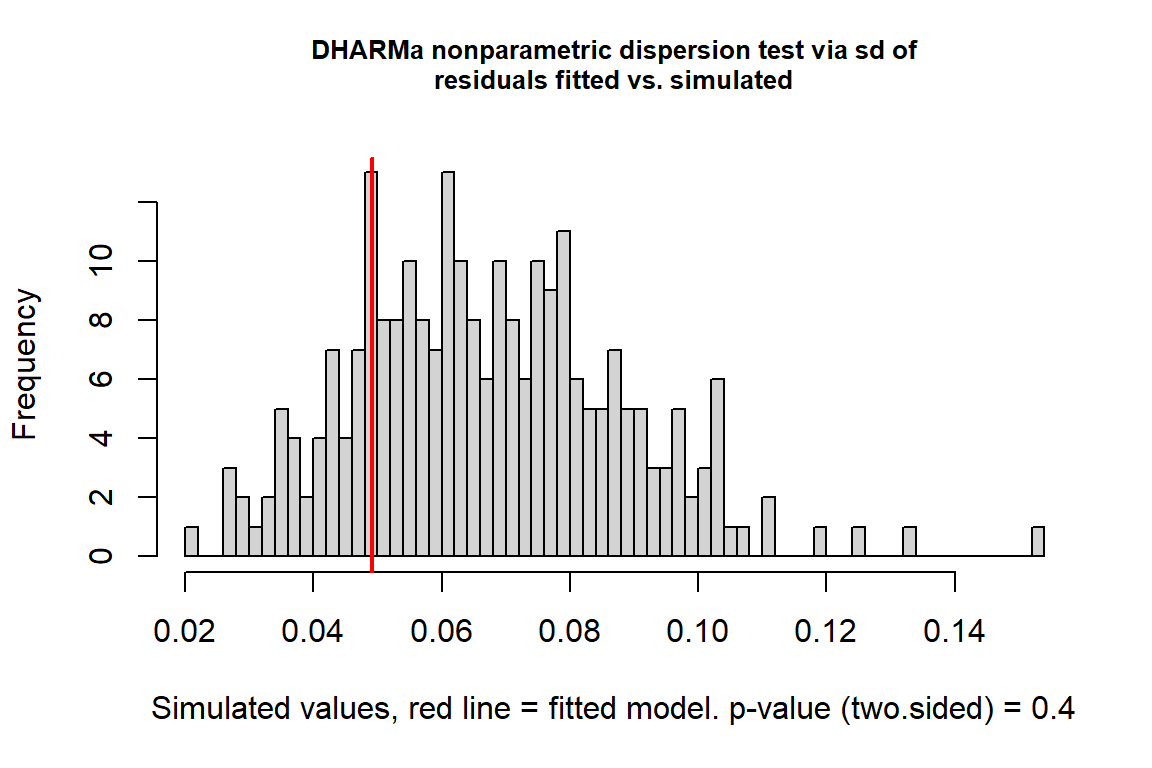 DHARMa nonparametric dispersion test via sd of
residuals fitted vs. simulated
Frequency
10
8
6
4
2
0
0.02 0.04 0.06 0.08 0.10 0.12 0.14
Simulated values, red line = fitted model. p-value (two.sided) = 0.4